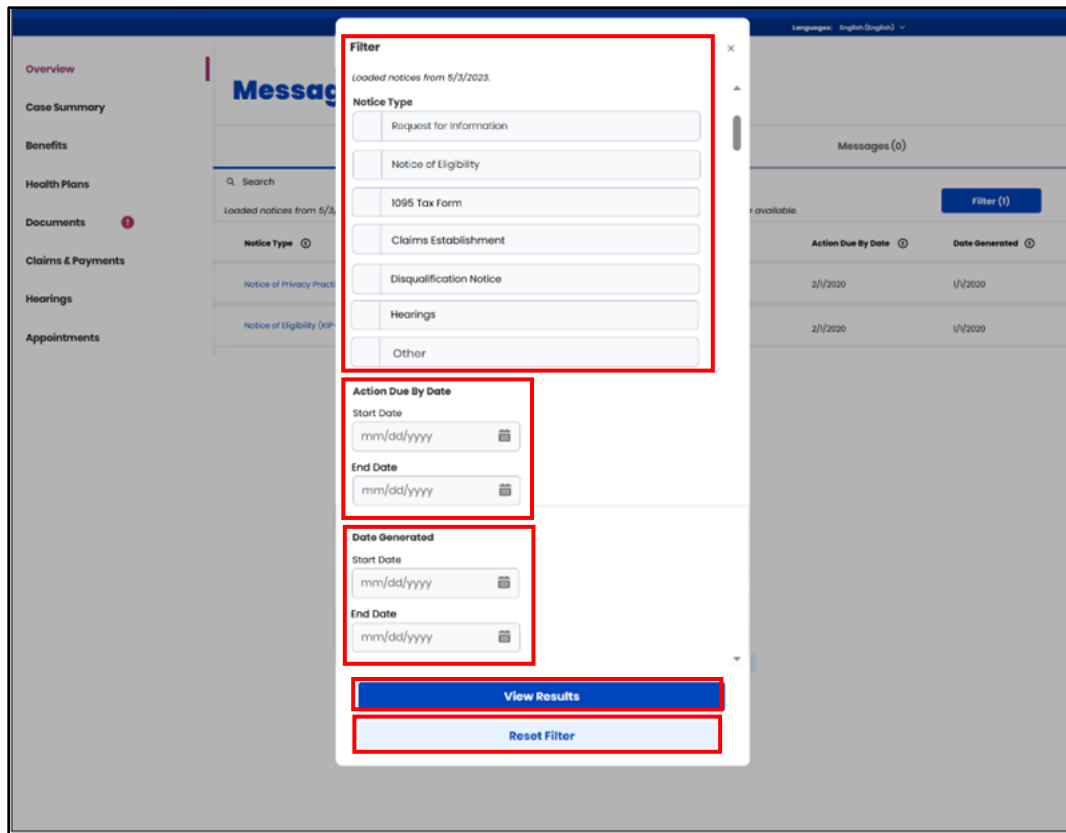 Languages: English (English)
Overview
Case Summary
Benefits
Health Plans
Documents
Claims & Payments
Hearings
Appointments
Messag
Messages (0)
Search
Loaded notices from 5/3/
available.
Filter (1)
Notice Type
Action Due By Date
Date Generated
Notice of Privacy Practi
2/1/2020
1/1/2020
Notice of Eligibility (KIP-
2/1/2020
1/1/2020
Filter
Loaded notices from 5/3/2023.
Notice Type
Request for Information
Notice of Eligibility
1095 Tax Form
Claims Establishment
Disqualification Notice
Hearings
Other
Action Due By Date
Start Date
mm/dd/yyyy
End Date
mm/dd/yyyy
Date Generated
Start Date
mm/dd/yyyy
End Date
mm/dd/yyyy
View Results
Reset Filter